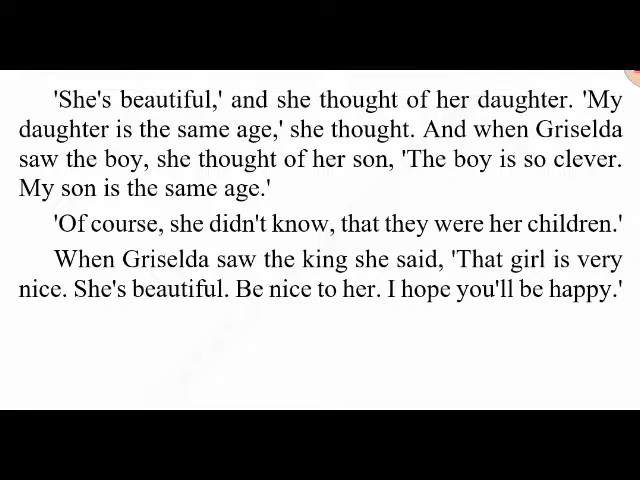 'She's beautiful,' and she thought of her daughter. 'My
daughter is the same age,' she thought. And when Griselda
saw the boy, she thought of her son, 'The boy is so clever.
My son is the same age.'
'Of course, she didn't know, that they were her children.'
When Griselda saw the king she said, 'That girl is very
nice. She's beautiful. Be nice to her. I hope you'll be happy.'